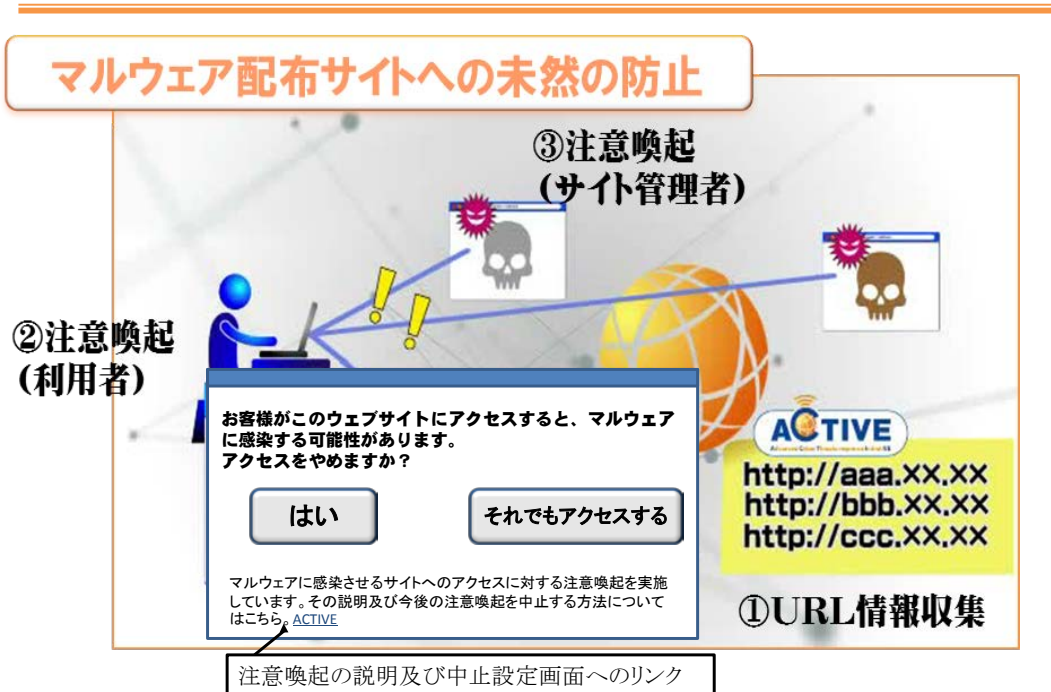 マルウェア配布サイトへの未然の防止
③注意喚起
(サイト管理者)
②注意喚起
(利用者)
お客様がこのウェブサイトにアクセスすると、マルウェア
に感染する可能性があります。
アクセスをやめますか？
はい
それでもアクセスする
マルウェアに感染させるサイトへのアクセスに対する注意喚起を実施
しています。その説明及び今後の注意喚起を中止する方法について
はこちら。ACTIVE
注意喚起の説明及び中止設定画面へのリンク
ACTIVE
http://aaa.XX.XX
http://bbb.XX.XX
http://ccc.XX.XX
①URL情報収集